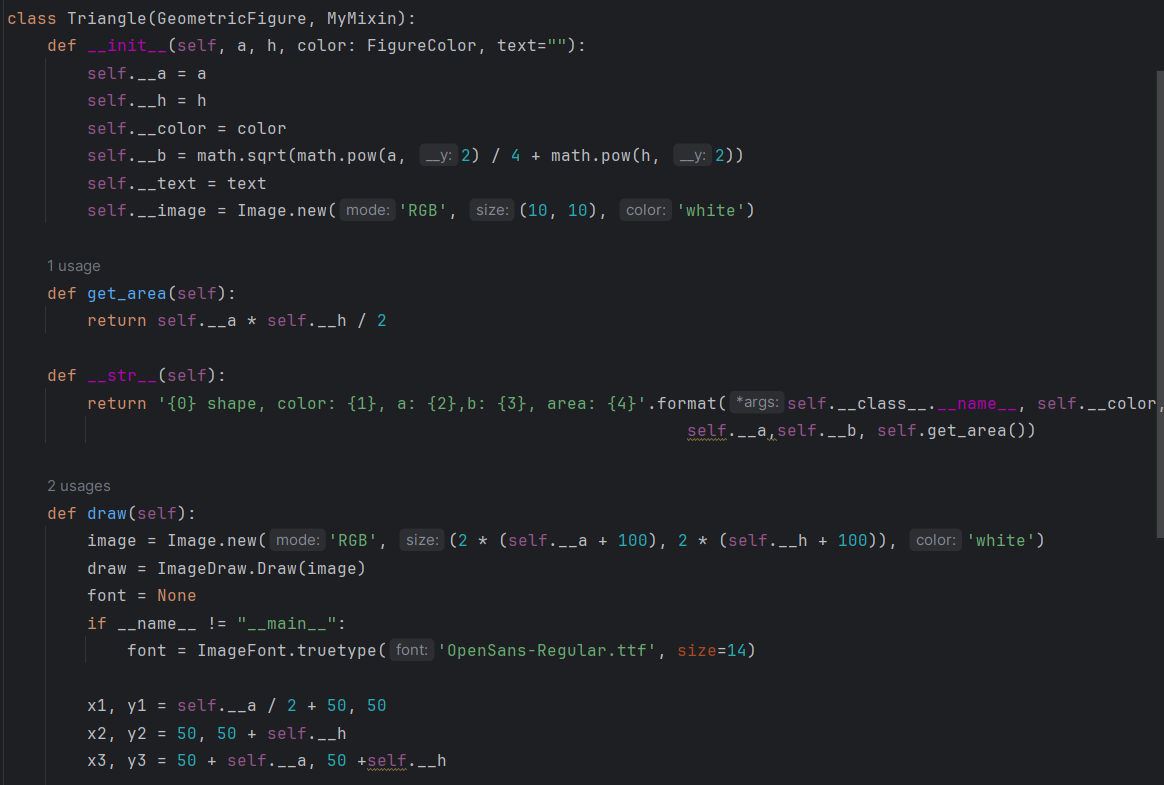 class Triangle(GeometricFigure, MyMixin):
    def __init__(self, a, h, color: FigureColor, text=""):
        self.__a = a
        self.__h = h
        self.__color = color
        self.__b = math.sqrt(math.pow(a, __y: 2) / 4 + math.pow(h, __y: 2))
        self.__text = text
        self.__image = Image.new( mode: 'RGB', size: (10, 10), color: 'white')
    1 usage
    def get_area(self):
        return self.__a * self.__h / 2
    def __str__(self):
        return '{0} shape, color: {1}, a: {2},b: {3}, area: {4}'.format( *args: self.__class__.__name__, self.__color,
                                                                    self.__a,self.__b, self.get_area())
    2 usages
    def draw(self):
        image = Image.new( mode: 'RGB', size: (2 * (self.__a + 100), 2 * (self.__h + 100)), color: 'white')
        draw = ImageDraw.Draw(image)
        font = None
        if __name__ != "__main__":
            font = ImageFont.truetype( font: 'OpenSans-Regular.ttf', size=14)
        x1, y1 = self.__a / 2 + 50, 50
        x2, y2 = 50, 50 + self.__h
        x3, y3 = 50 + self.__a, 50 +self.__h